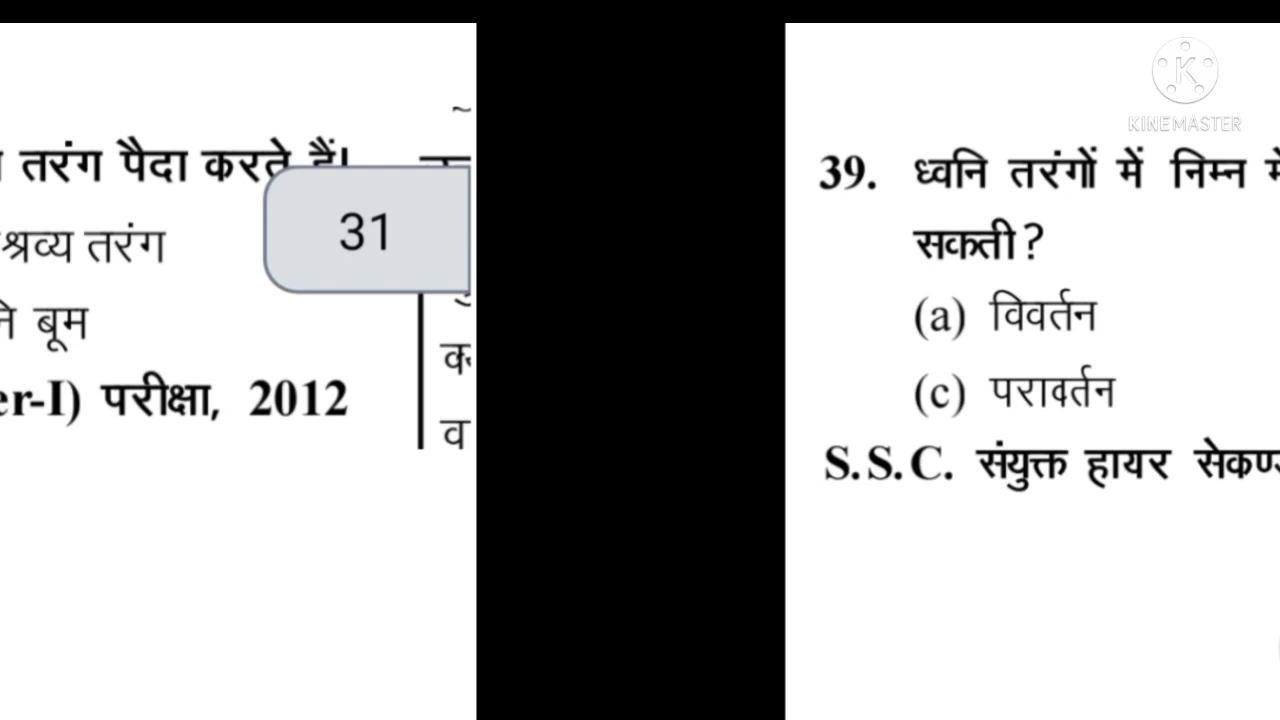 तरंग पैदा करते हैं।
31
श्रव्य तरंग
बूम
er-I) परीक्षा, 2012
व
KINEMASTER
39. ध्वनि तरंगों में निम्न में
सकती?
(a) विवर्तन
(c) परावर्तन
S.S.C. संयुक्त हायर